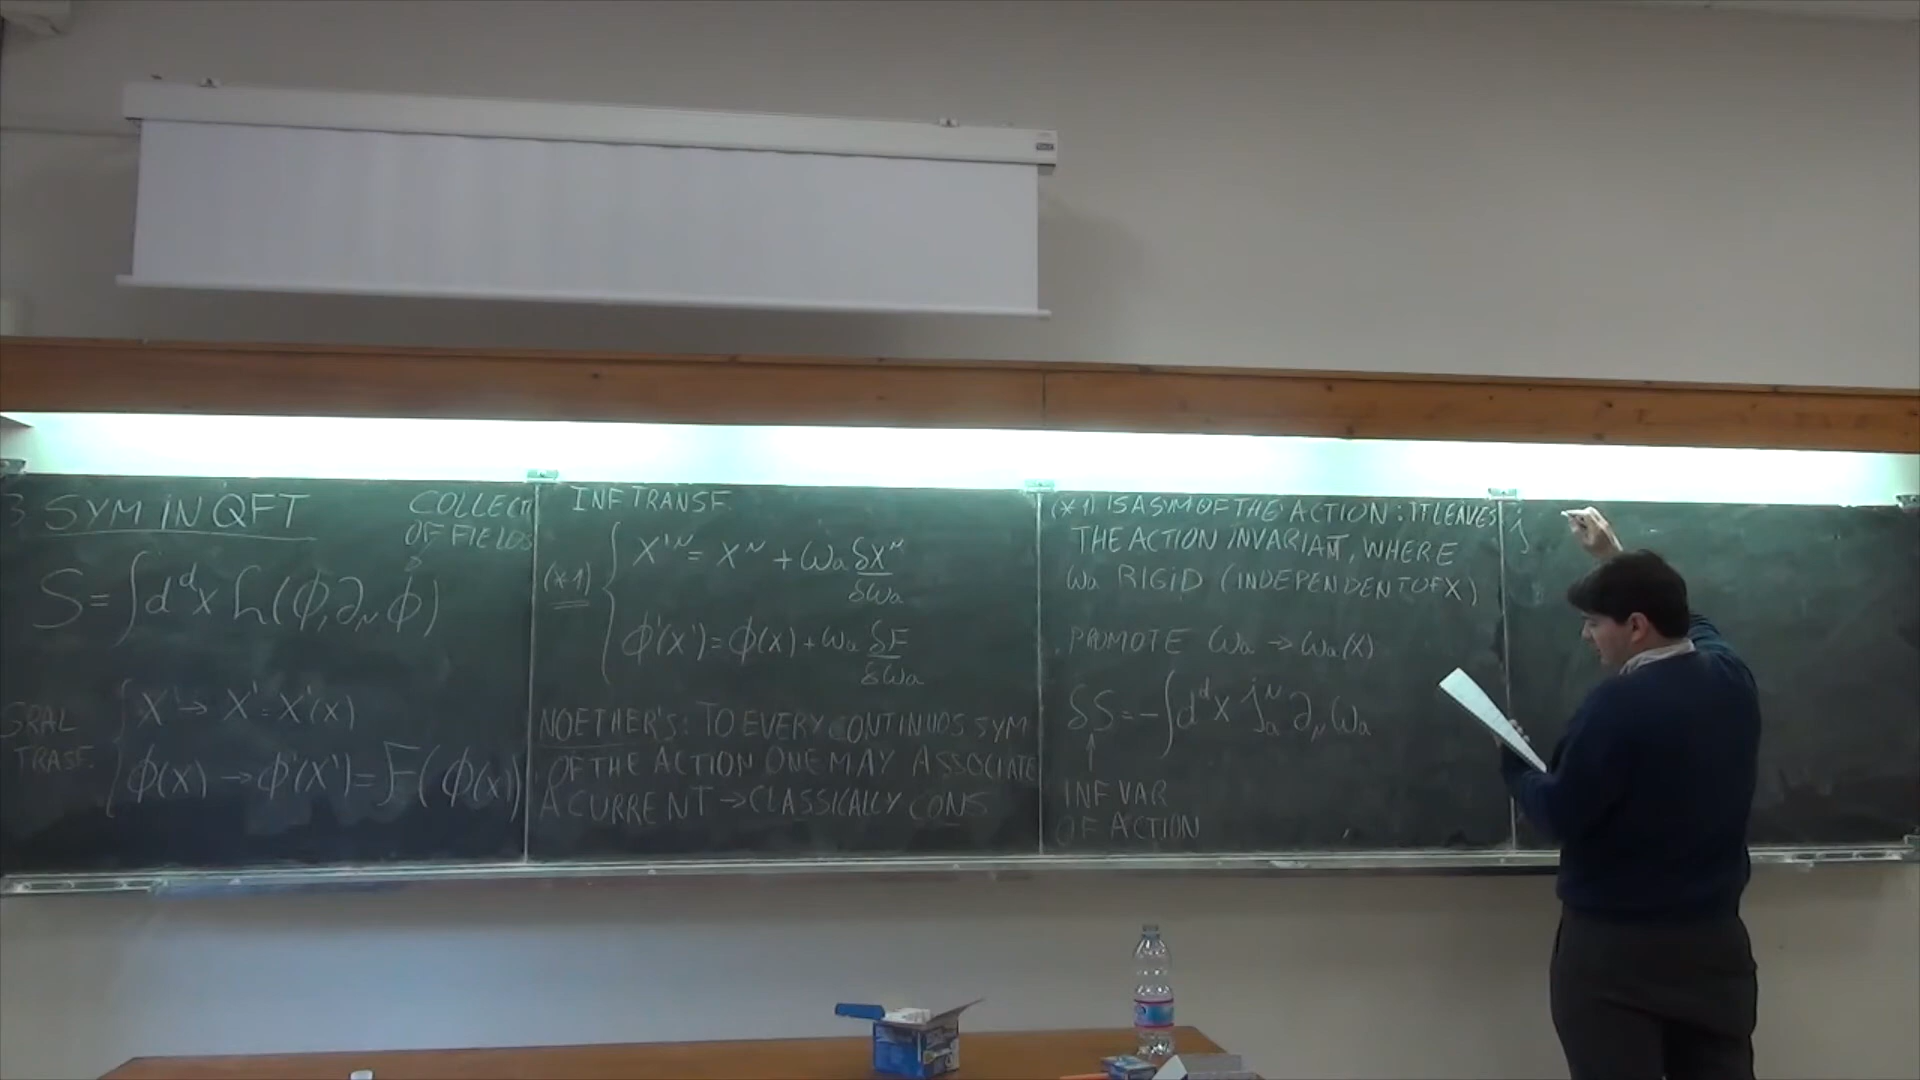 3 SYM IN QFT
COLLECTI
OF FIELDS
S = ∫ d^d x L(ϕ, ∂_μ ϕ)
GRAL
TRASF.
X → X' = X'(x)
ϕ(x) → ϕ'(x') = F(ϕ(x))
INF TRANSF.
(*1)
X'^μ = X^μ + ω_a δX^μ/δω_a
ϕ'(x') = ϕ(x) + ω_a δF/δω_a
NOETHER'S: TO EVERY CONTINUOS SYM
OF THE ACTION ONE MAY ASSOCIATE
A CURRENT → CLASSICALLY CONS
(*1) IS A SYM OF THE ACTION: IT LEAVES
THE ACTION INVARIAT, WHERE
ω_a RIGID (INDEPENDENT OF X)
PROMOTE ω_a → ω_a(x)
δS = -∫ d^d x j^μ_a ∂_μ ω_a
↑
INF VAR
OF ACTION
j